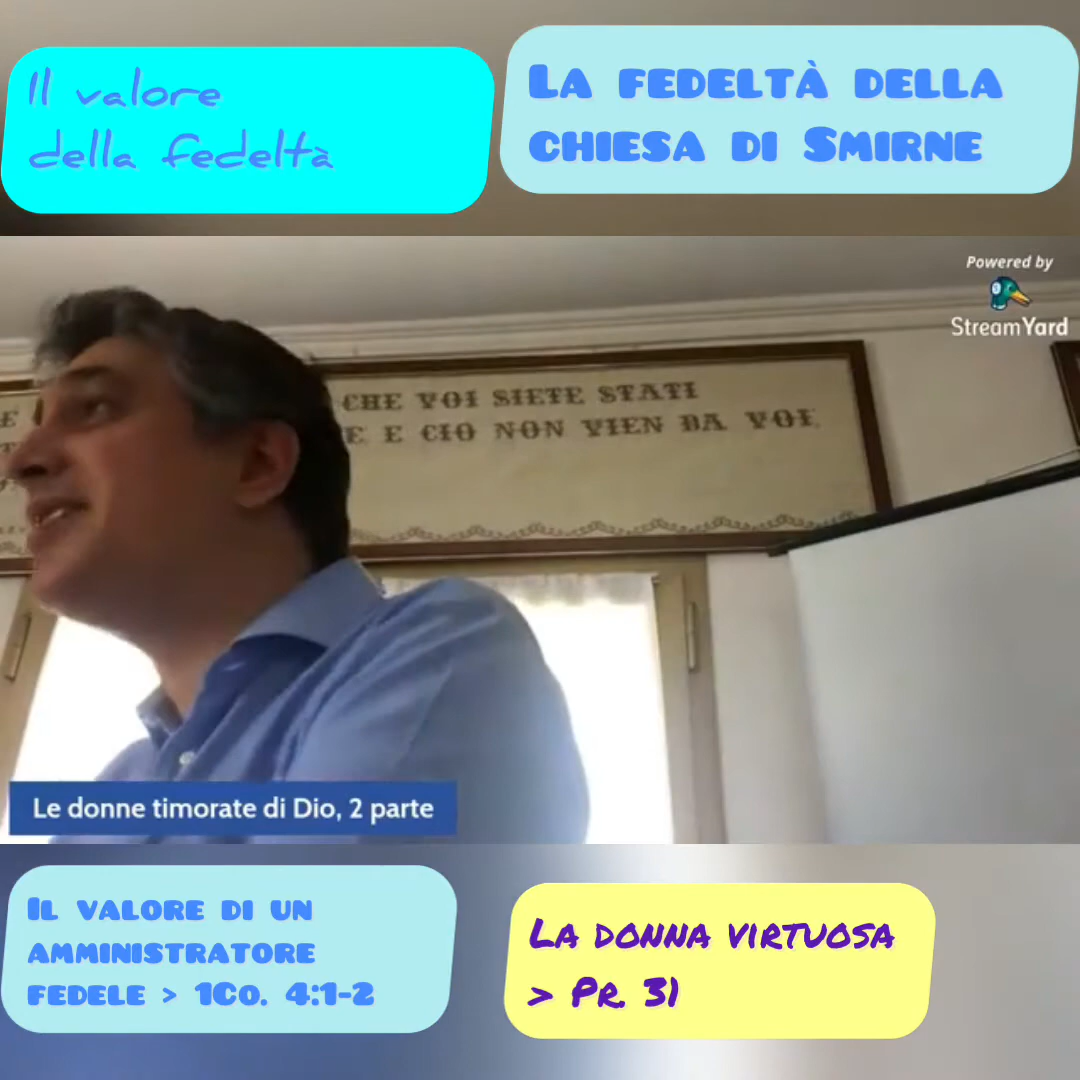 Il valore
della fedeltà
La fedeltà della
chiesa di Smirne
Powered by
StreamYard
CHE VOI SIETE STATI
E E CIO NON VIEN DA VOI,
Le donne timorate di Dio, 2 parte
Il valore di un
amministratore
fedele > 1Co. 4:1-2
La donna virtuosa
> Pr. 31